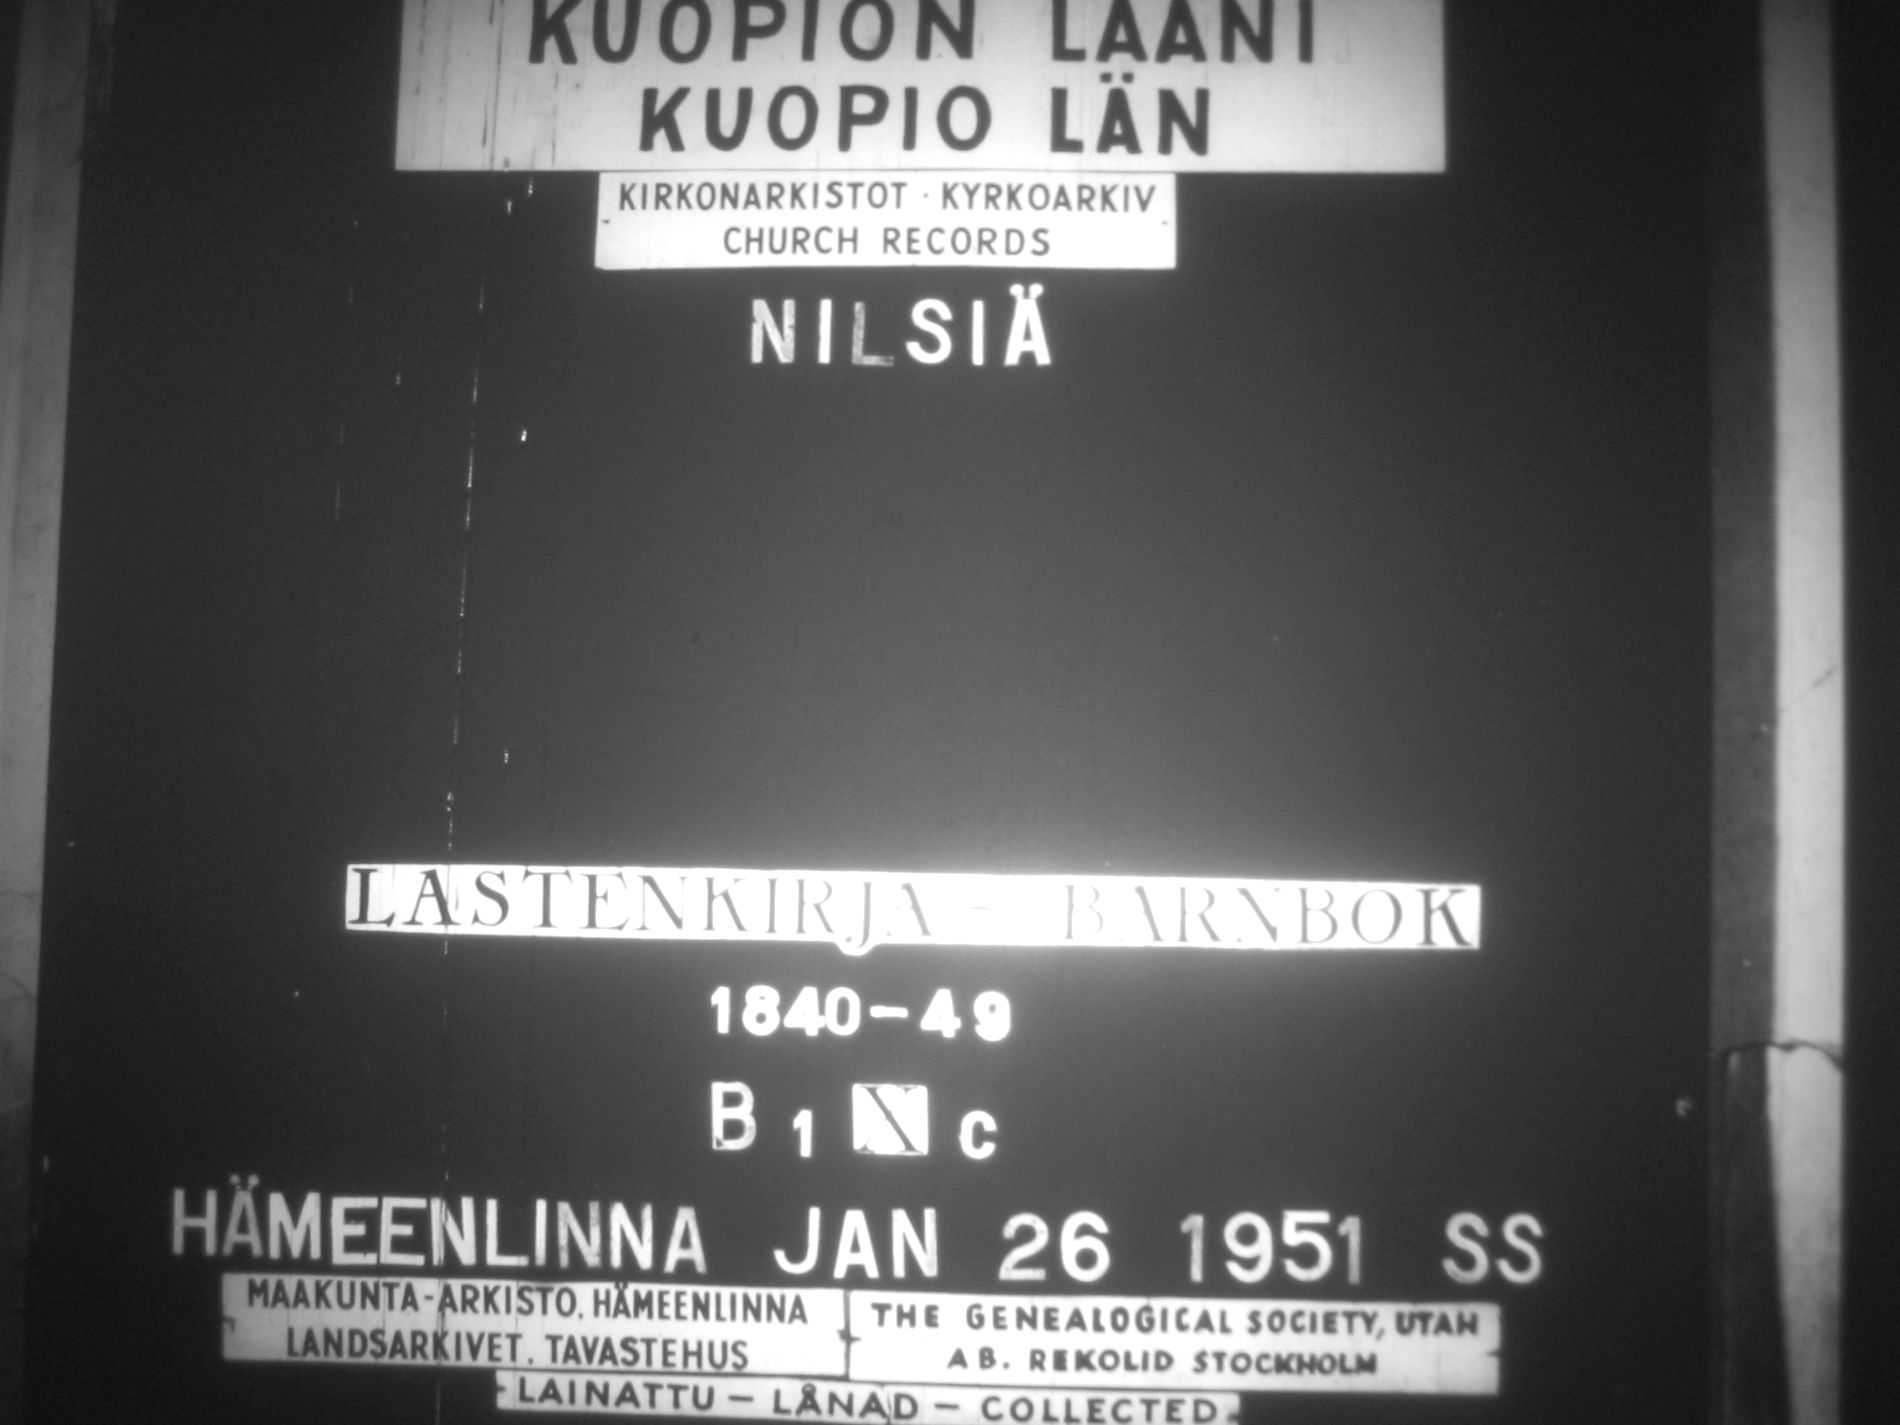 KUOPION LÄÄNI
KUOPIO LÄN
KIRKONARKISTOT · KYRKOARKIV
CHURCH RECORDS
NILSIÄ
LASTENKIRJA - BARNBOK
1840-49
B 1 X C
HÄMEENLINNA JAN 26 1951 SS
MAAKUNTA-ARKISTO, HÄMEENLINNA
LANDSARKIVET, TAVASTEHUS
THE GENEALOGICAL SOCIETY, UTAH
AB. REKOLID STOCKHOLM
LAINATTU - LÅNAD - COLLECTED